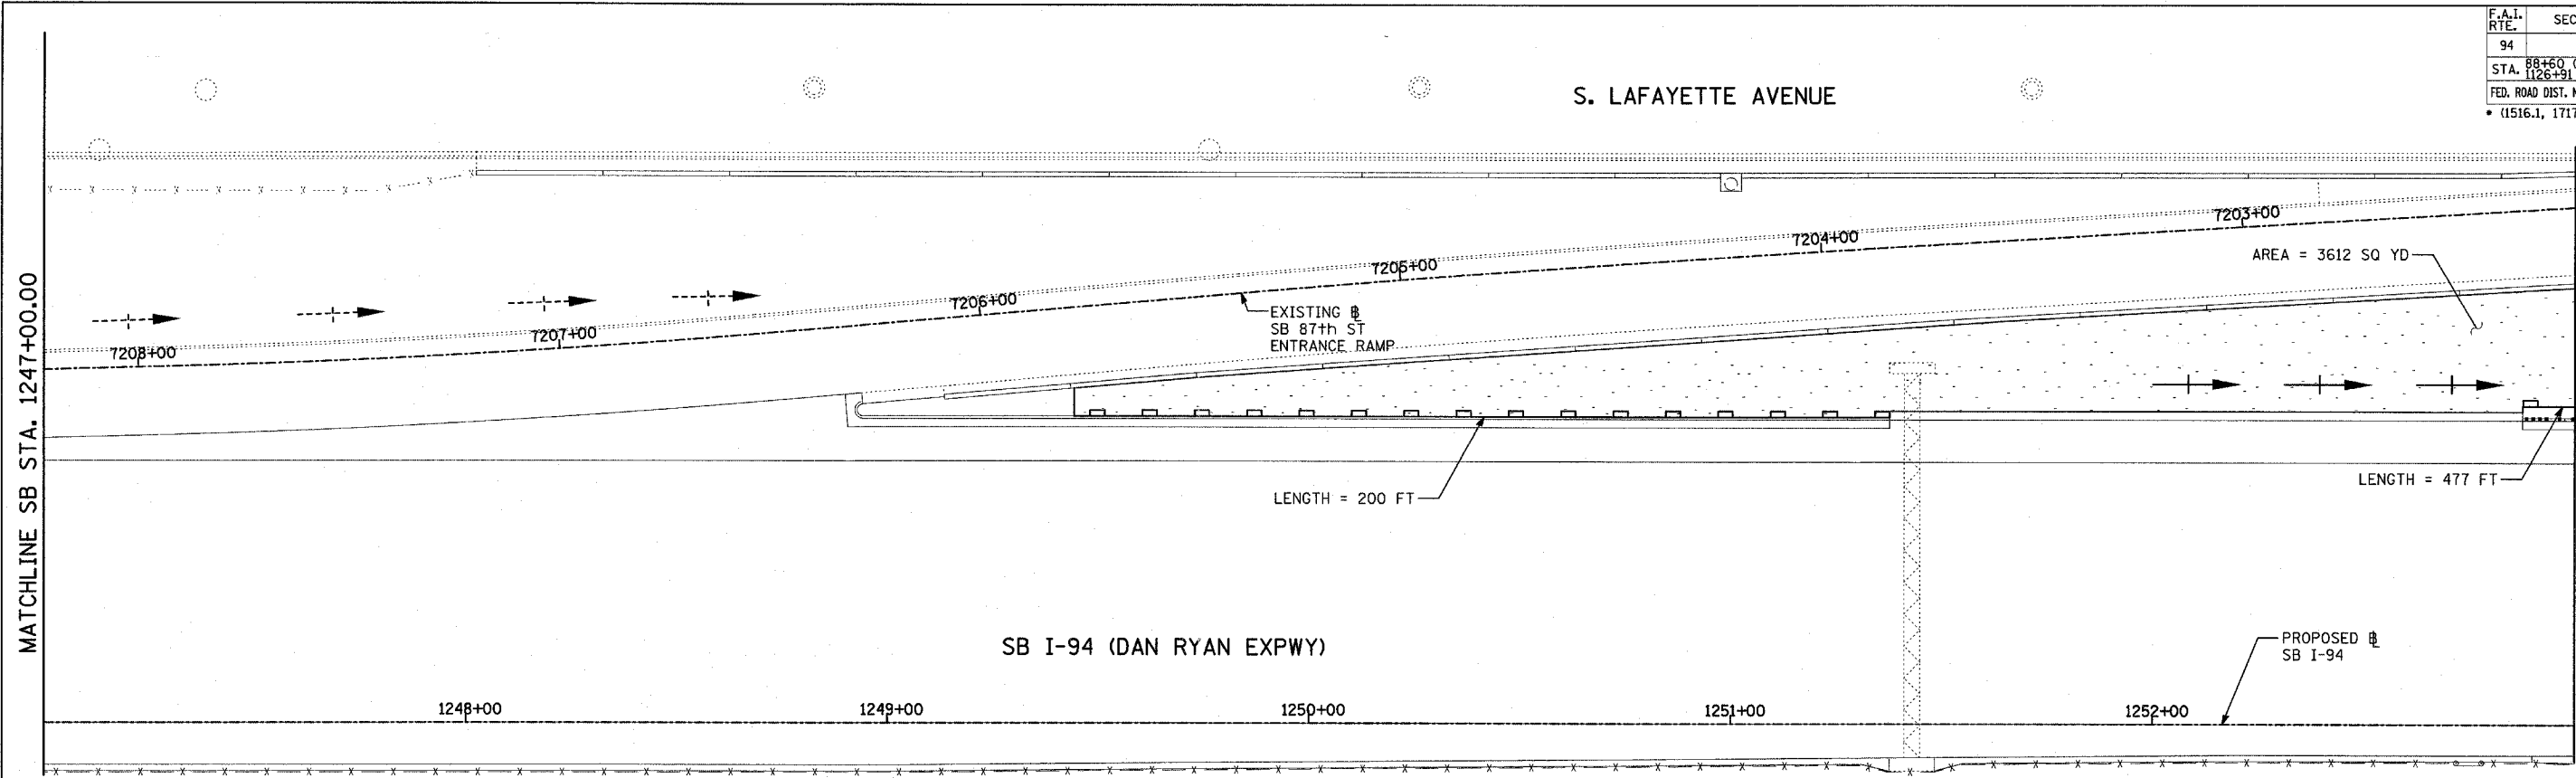 F.A.I. RTE.
SEC
94
STA. 88+60
1126+91
FED. ROAD DIST. N
* (1516.1, 1717
S. LAFAYETTE AVENUE
7203+00
7204+00
AREA = 3612 SQ YD
7205+00
7206+00
EXISTING
SB 87th ST
ENTRANCE RAMP
7207+00
7208+00
MATCHLINE SB STA. 1247+00.00
LENGTH = 200 FT
LENGTH = 477 FT
SB I-94 (DAN RYAN EXPWY)
PROPOSED
SB I-94
1248+00
1249+00
1250+00
1251+00
1252+00